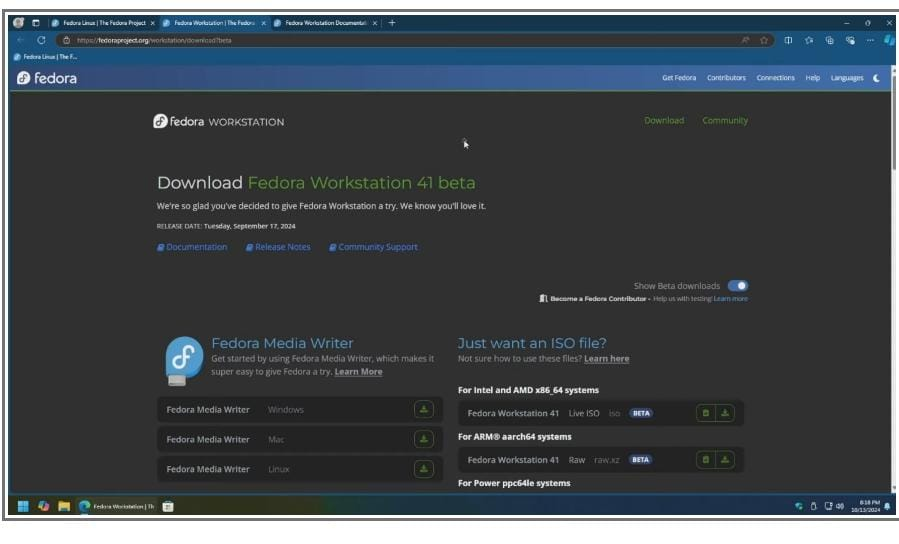 Fedora Linux | The Fedora Project
Fedora Workstation | The Fedora
Fedora Workstation Documentati
https://fedoraproject.org/workstation/download?beta
Fedora Linux | The F...
fedora
Get Fedora Contributors Connections Help Languages
fedora WORKSTATION
Download Community
Download Fedora Workstation 41 beta
We're so glad you've decided to give Fedora Workstation a try. We know you'll love it.
RELEASE DATE: Tuesday, September 17, 2024
Documentation Release Notes Community Support
Show Beta downloads
Become a Fedora Contributor - Help us with testing! Learn more
Fedora Media Writer
Get started by using Fedora Media Writer, which makes it
super easy to give Fedora a try. Learn More
Fedora Media Writer Windows
Fedora Media Writer Mac
Fedora Media Writer Linux
Just want an ISO file?
Not sure how to use these files? Learn here
For Intel and AMD x86_64 systems
Fedora Workstation 41 Live ISO iso BETA
For ARM® aarch64 systems
Fedora Workstation 41 Raw raw.xz BETA
For Power ppc64le systems
Fedora Workstation | Th
8:18 PM
10/13/2024